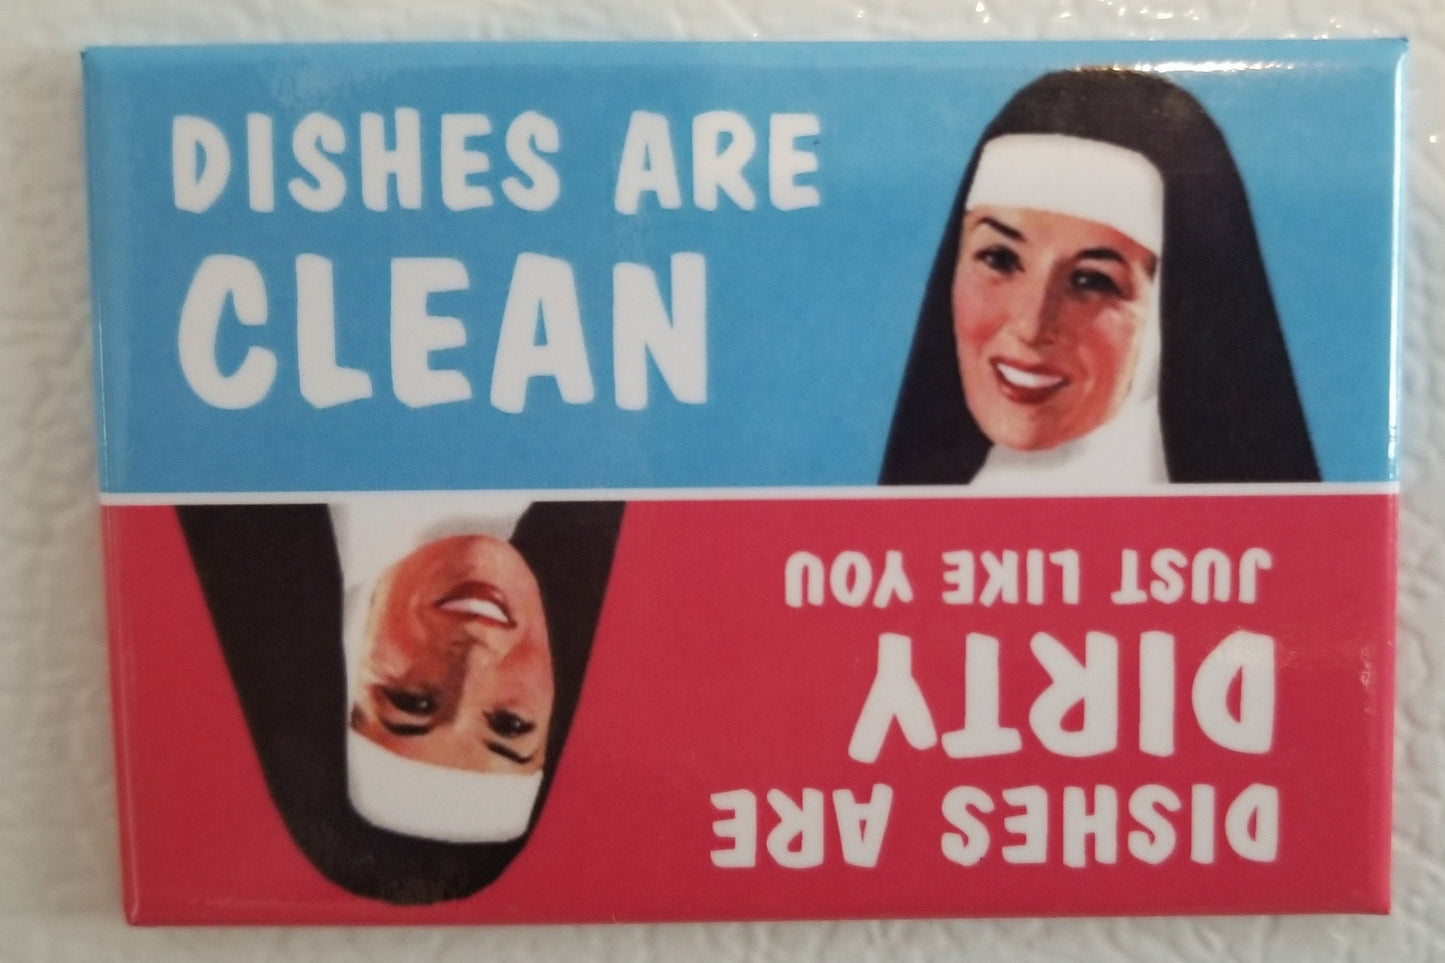 DISHES ARE
CLEAN
DISHES ARE
DIRTY
JUST LIKE YOU